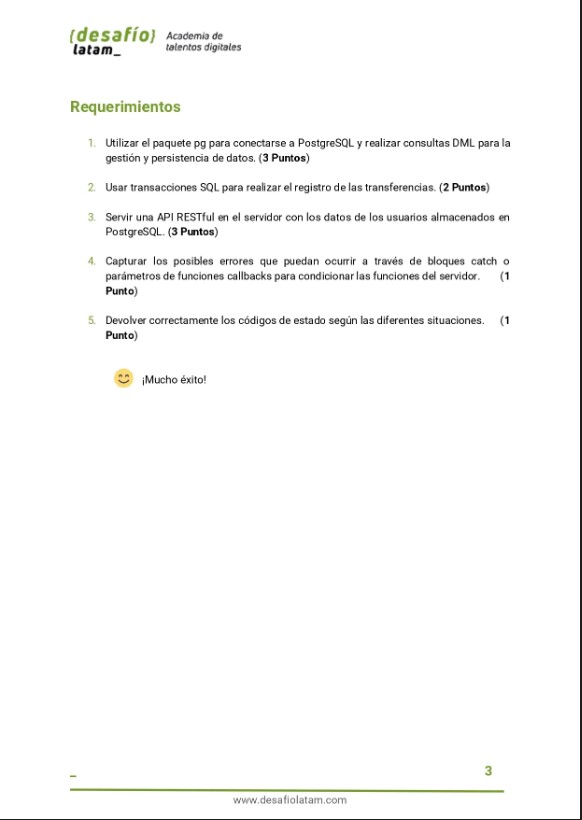 {desafío}
latam_
Academia de
talentos digitales
Requerimientos
1. Utilizar el paquete pg para conectarse a PostgreSQL y realizar consultas DML para la
gestión y persistencia de datos. (3 Puntos)
2. Usar transacciones SQL para realizar el registro de las transferencias. (2 Puntos)
3. Servir una API RESTful en el servidor con los datos de los usuarios almacenados en
PostgreSQL. (3 Puntos)
4. Capturar los posibles errores que puedan ocurrir a través de bloques catch o
parámetros de funciones callbacks para condicionar las funciones del servidor. (1
Punto)
5. Devolver correctamente los códigos de estado según las diferentes situaciones. (1
Punto)
😊 ¡Mucho éxito!
_ 3
www.desafiolatam.com